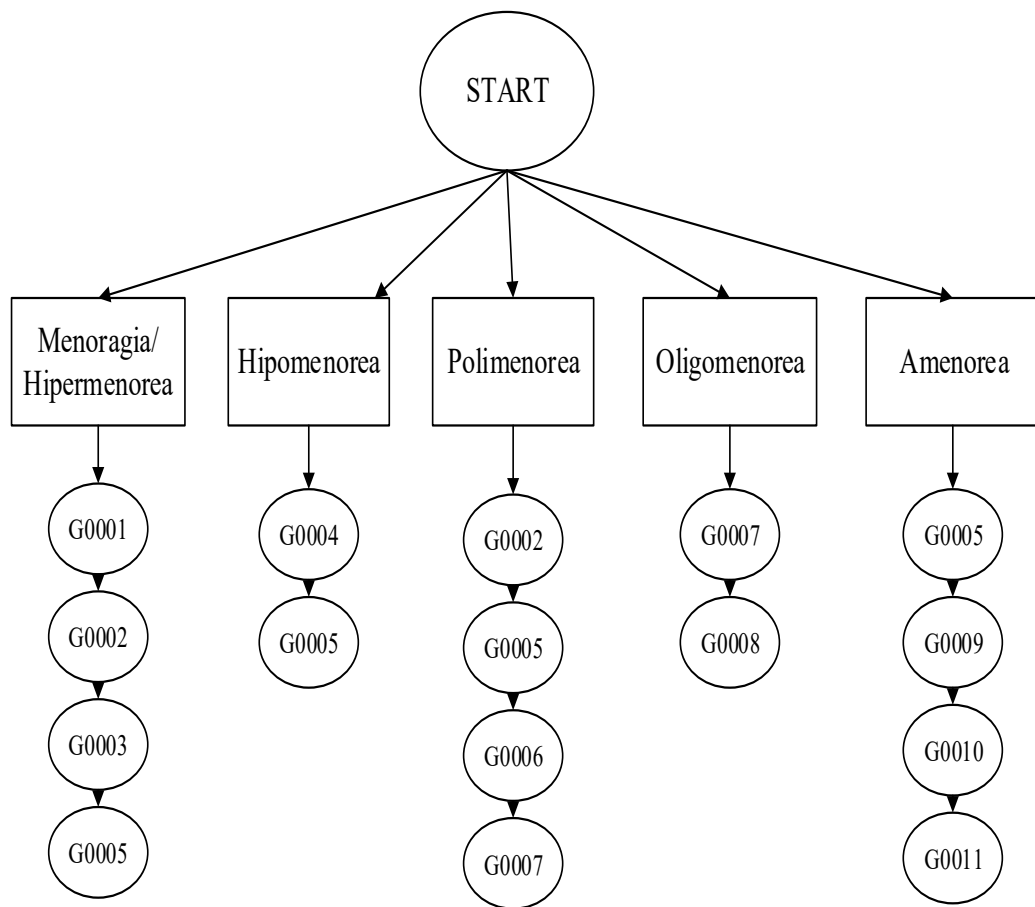 START
Menoragia/
Hipermenorea
Hipomenorea
Polimenorea
Oligomenorea
Amenorea
G0001
G0002
G0003
G0005
G0004
G0005
G0002
G0005
G0006
G0007
G0007
G0008
G0005
G0009
G0010
G0011